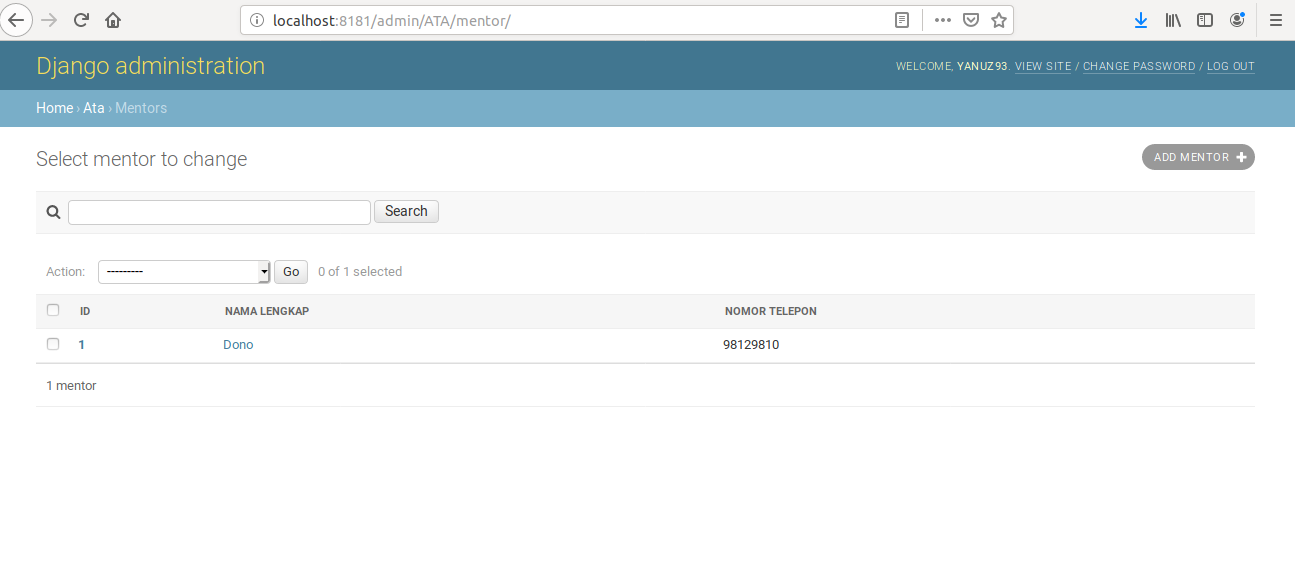 localhost:8181/admin/ATA/mentor/
Django administration
WELCOME, YANUZ93. VIEW SITE / CHANGE PASSWORD / LOG OUT
Home › Ata › Mentors
Select mentor to change
ADD MENTOR
Search
Action: --------- Go 0 of 1 selected
ID NAMA LENGKAP NOMOR TELEPON
1 Dono 98129810
1 mentor